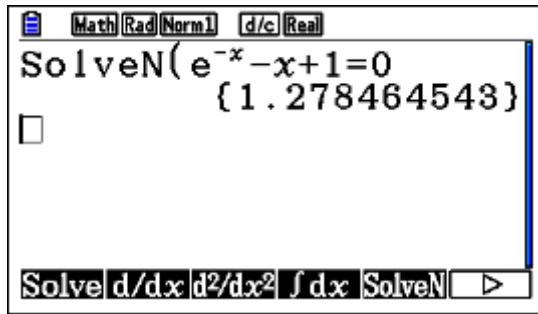 Math Rad Norm1 d/c Real
SolveN(e⁻ˣ−x+1=0
{1.278464543}
Solve d/dx d²/dx² ∫dx SolveN ▷